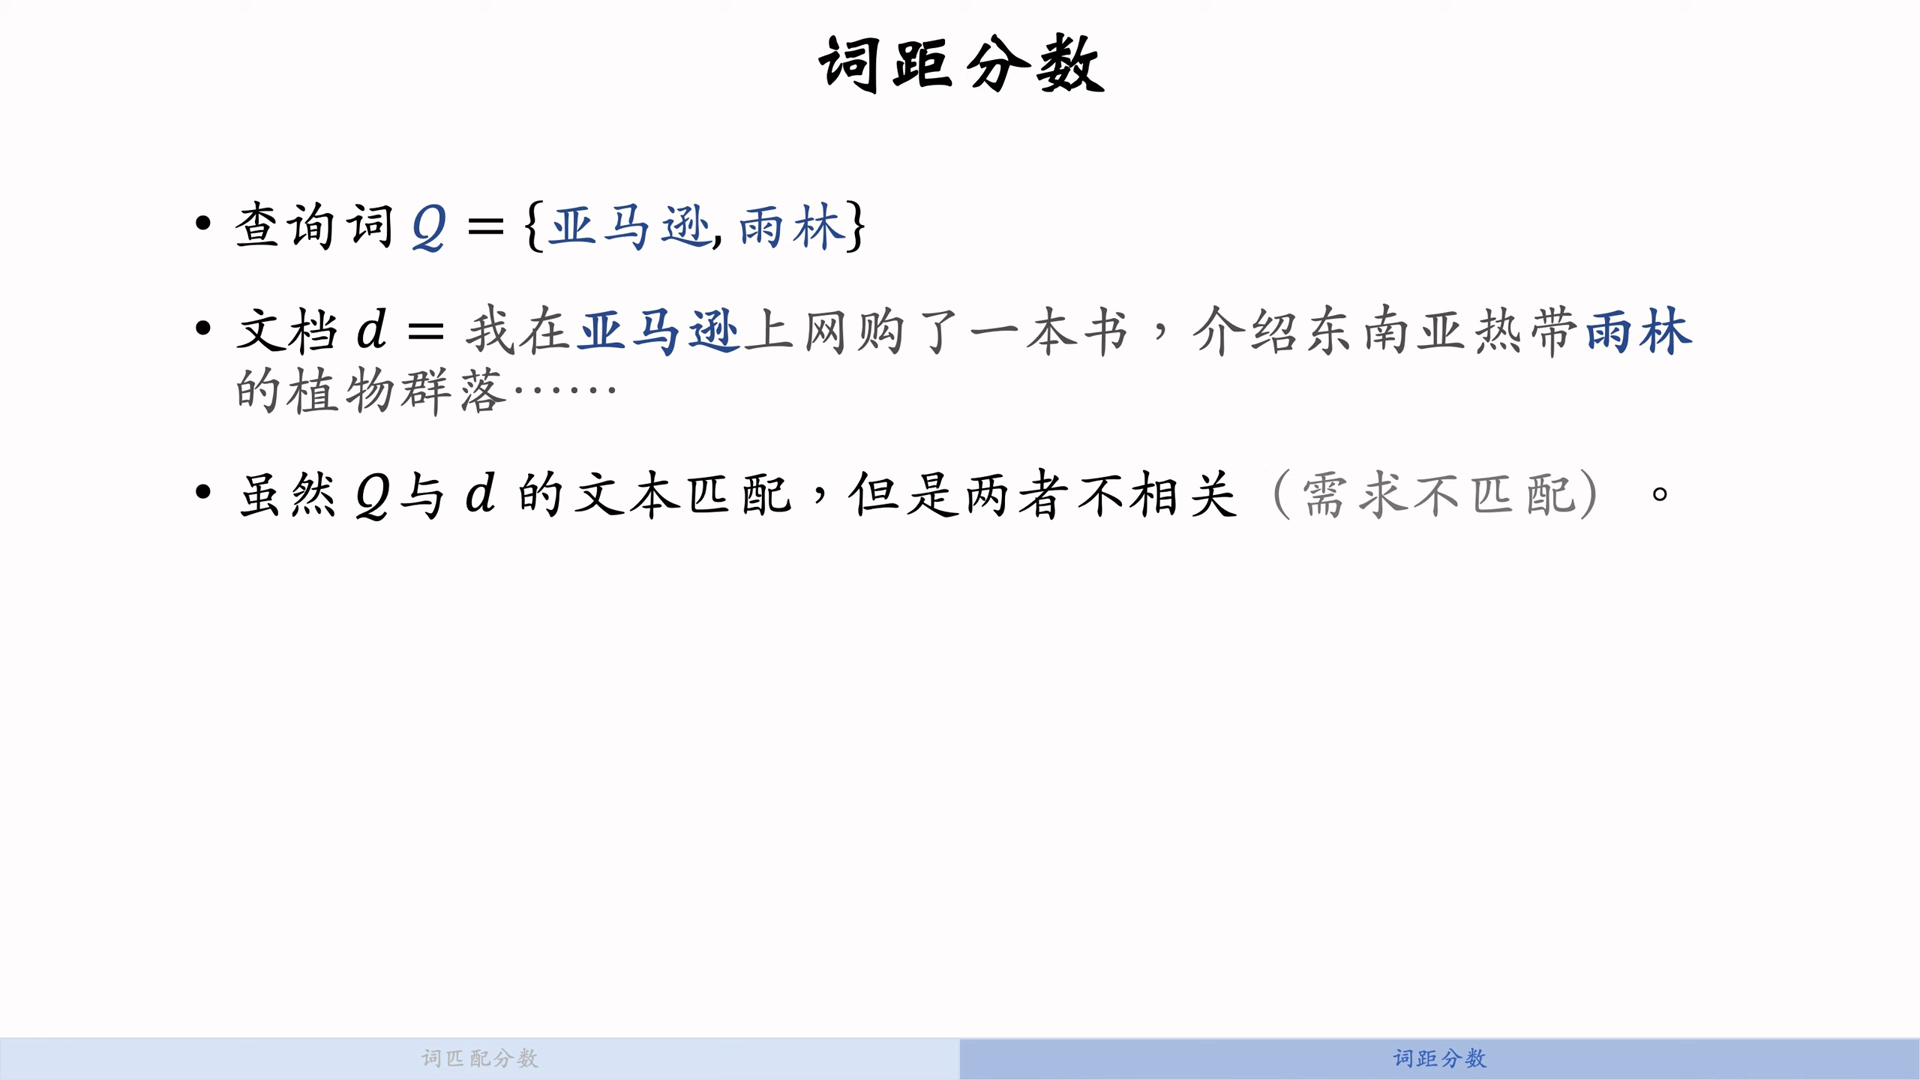 词距分数
• 查询词 Q = {亚马逊, 雨林}
• 文档 d = 我在亚马逊上网购了一本书，介绍东南亚热带雨林
的植物群落……
• 虽然 Q与 d 的文本匹配，但是两者不相关（需求不匹配）。
词匹配分数
词距分数